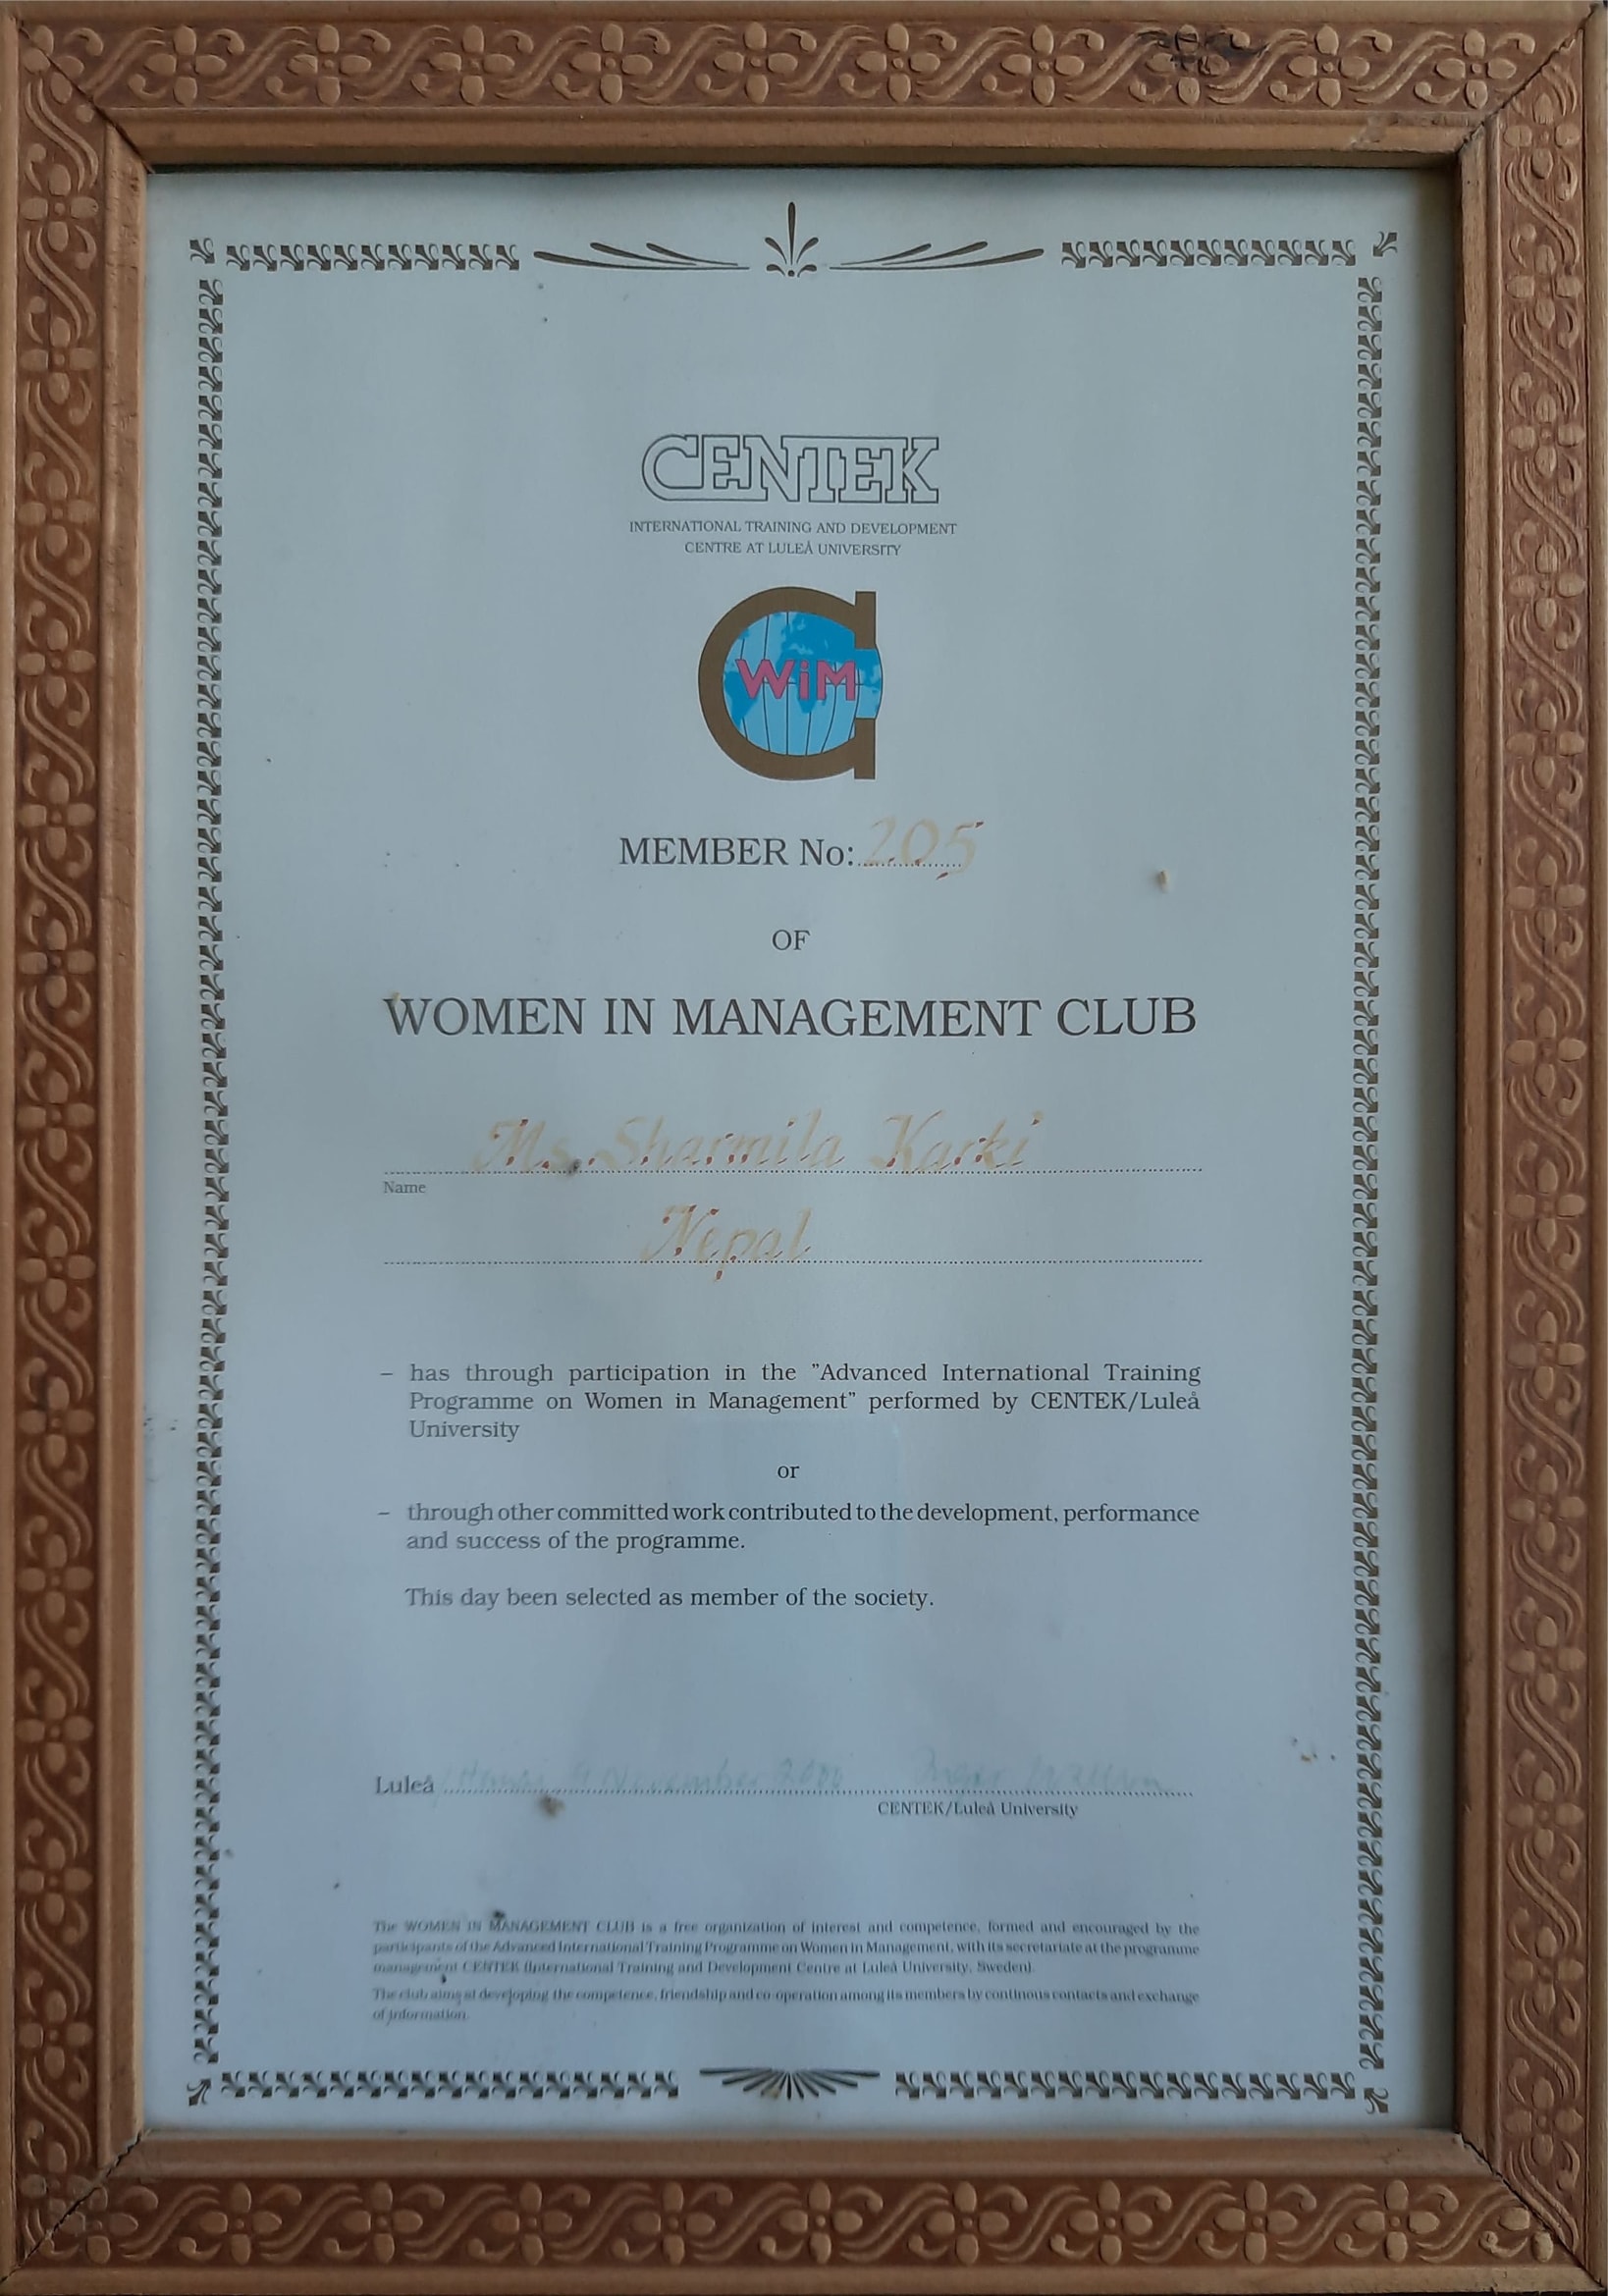 CENTEK
INTERNATIONAL TRAINING AND DEVELOPMENT
CENTRE AT LULEÅ UNIVERSITY
WiM
MEMBER No: 205
OF
WOMEN IN MANAGEMENT CLUB
Ms. Sharmila Karki
Name
Nepal
– has through participation in the "Advanced International Training
Programme on Women in Management" performed by CENTEK/Luleå
University
or
– through other committed work contributed to the development, performance
and success of the programme.
This day been selected as member of the society.
Luleå November 2000
CENTEK/Luleå University
The WOMEN IN MANAGEMENT CLUB is a free organization of interest and competence, formed and encouraged by the
participants of the Advanced International Training Programme on Women in Management, with its secretariate at the programme
management CENTEK (International Training and Development Centre at Luleå University, Sweden).
The club aims at developing the competence, friendship and co-operation among its members by continous contacts and exchange
of information.